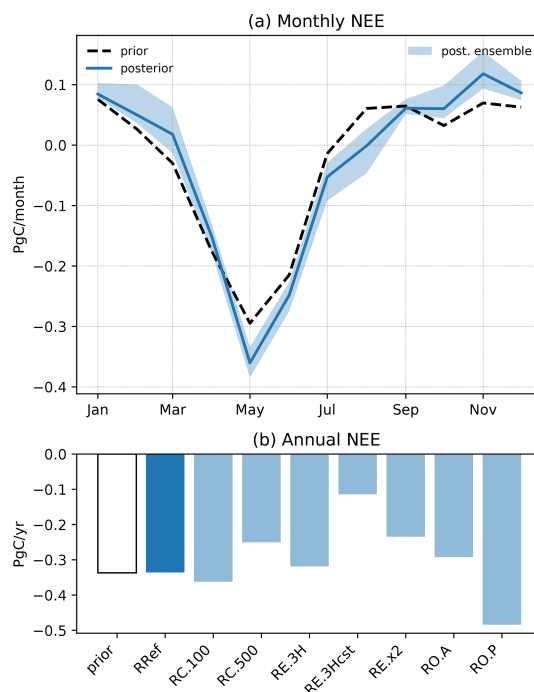 (a) Monthly NEE
prior
posterior
post. ensemble
0.1
0.0
−0.1
−0.2
−0.3
−0.4
PgC/month
Jan
Mar
May
Jul
Sep
Nov
(b) Annual NEE
0.0
−0.1
−0.2
−0.3
−0.4
−0.5
PgC/yr
prior
RRef
RC.100
RC.500
RE.3H
RE.3Hcst
RE.x2
RO.A
RO.P